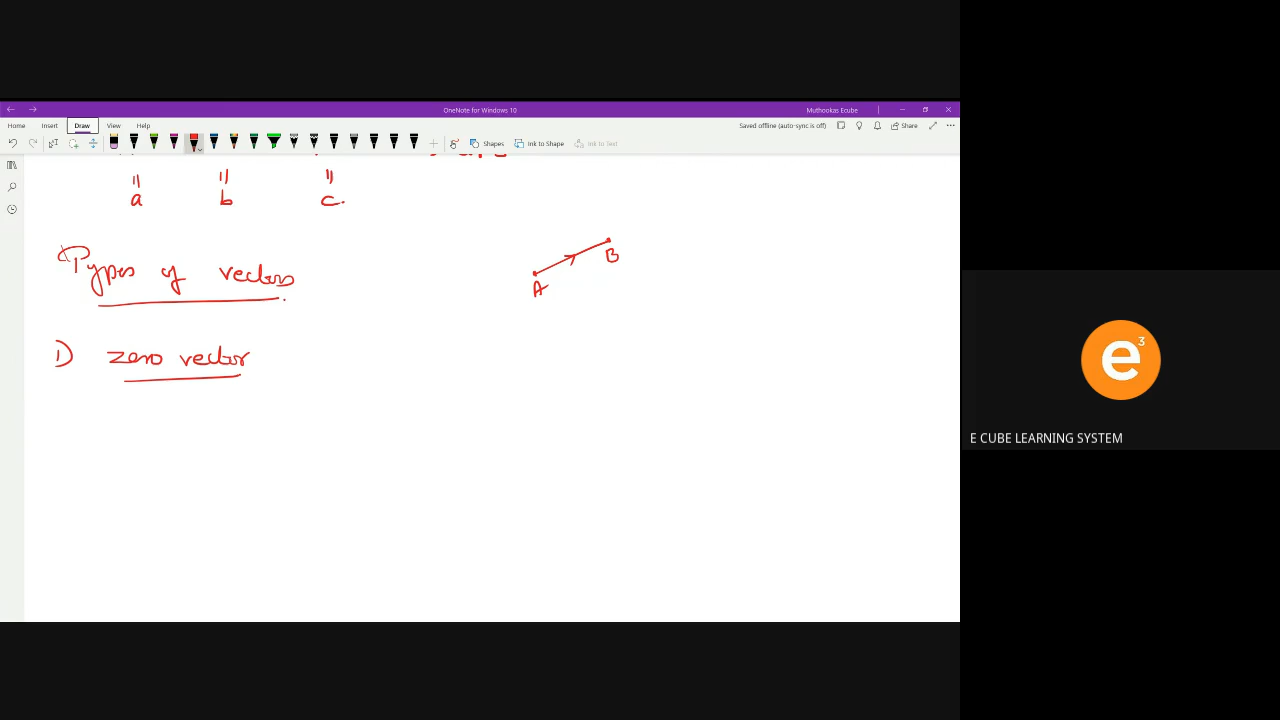 OneNote for Windows 10
Muthookas Ecube
Home Insert Draw View Help
Saved offline (auto-sync is off) Share
Shapes Ink to Shape Ink to Text
a b c.
Types of vectors
A B
1) zero vector
e3
E CUBE LEARNING SYSTEM